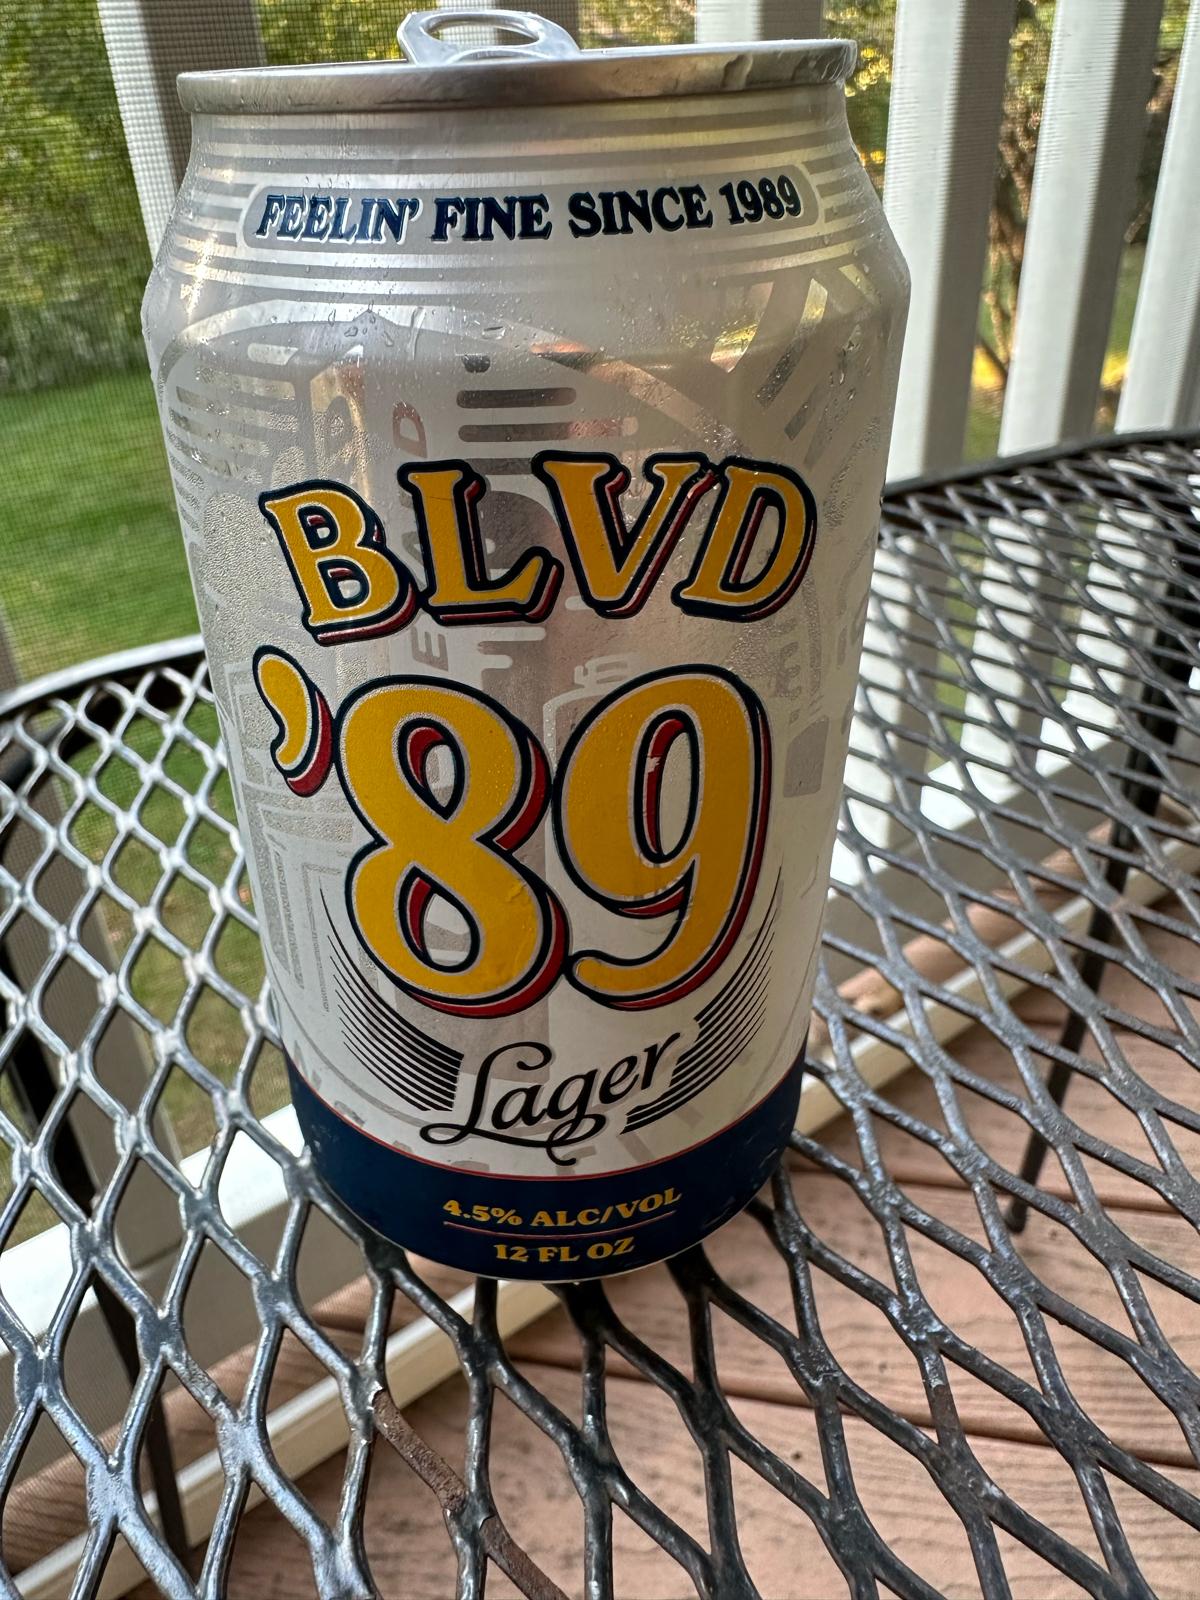 FEELIN' FINE SINCE 1989
BLVD
'89
Lager
4.5% ALC/VOL
12 FL OZ